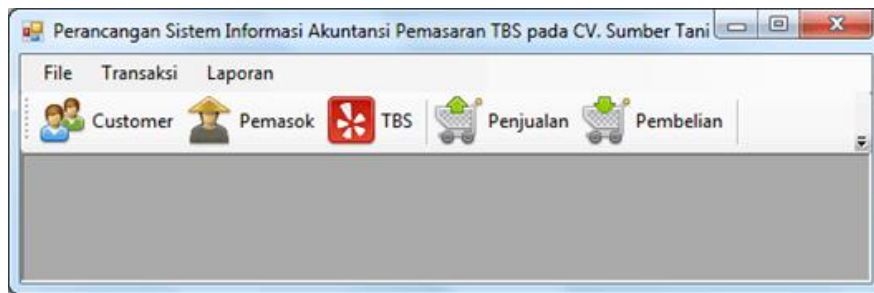 Perancangan Sistem Informasi Akuntansi Pemasaran TBS pada CV. Sumber Tani
File Transaksi Laporan
Customer Pemasok TBS Penjualan Pembelian